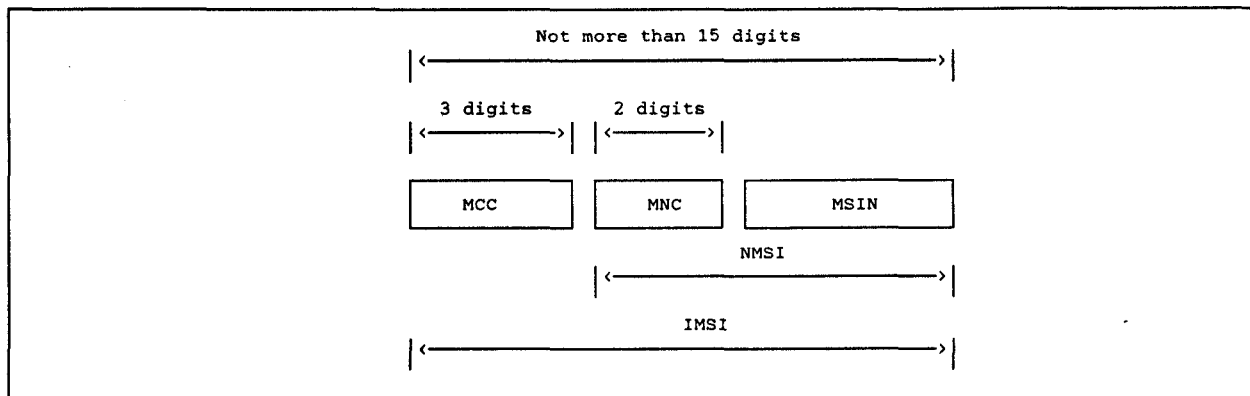 Not more than 15 digits
3 digits 2 digits
MCC MNC MSIN
NMSI
IMSI